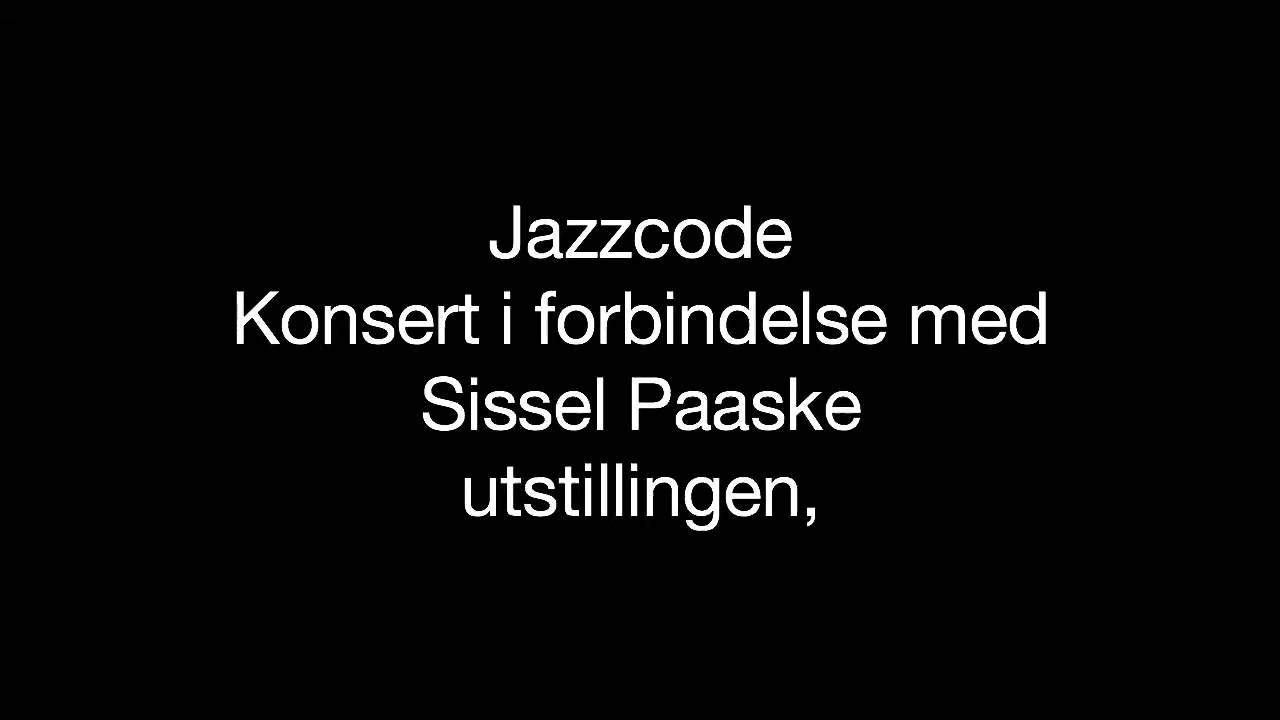 Jazzcode
Konsert i forbindelse med
Sissel Paaske
utstillingen,